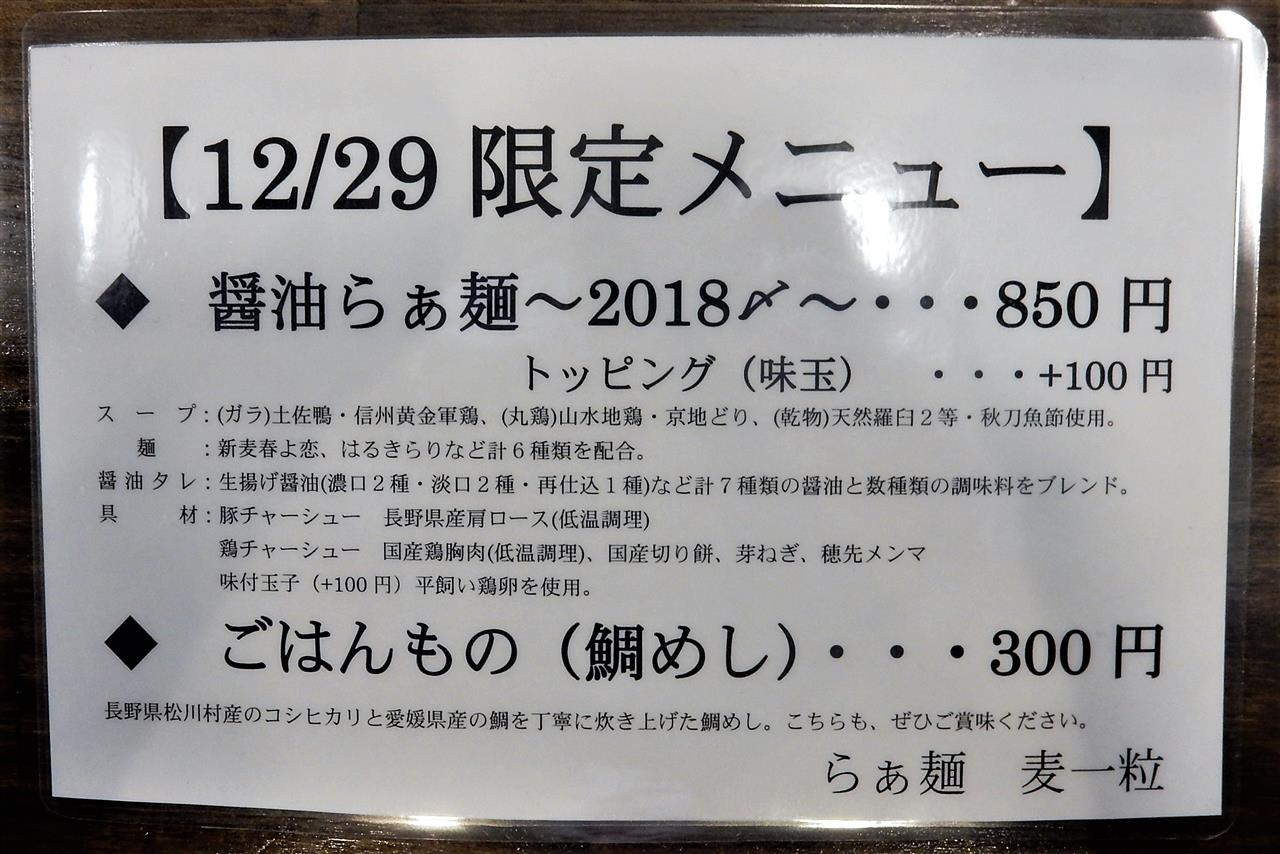 【12/29 限定メニュー】
◆ 醤油らぁ麺～2018〆～・・・850 円
トッピング（味玉） ・・・+100 円
スープ：(ガラ)土佐鴨・信州黄金軍鶏、(丸鶏)山水地鶏・京地どり、(乾物)天然羅臼２等・秋刀魚節使用。
麺：新麦春よ恋、はるきらりなど計６種類を配合。
醤油タレ：生揚げ醤油(濃口２種・淡口２種・再仕込１種)など計７種類の醤油と数種類の調味料をブレンド。
具材：豚チャーシュー 長野県産肩ロース(低温調理)
鶏チャーシュー 国産鶏胸肉(低温調理)、国産切り餅、芽ねぎ、穂先メンマ
味付玉子（+100 円）平飼い鶏卵を使用。
◆ ごはんもの（鯛めし）・・・300 円
長野県松川村産のコシヒカリと愛媛県産の鯛を丁寧に炊き上げた鯛めし。こちらも、ぜひご賞味ください。
らぁ麺 麦一粒